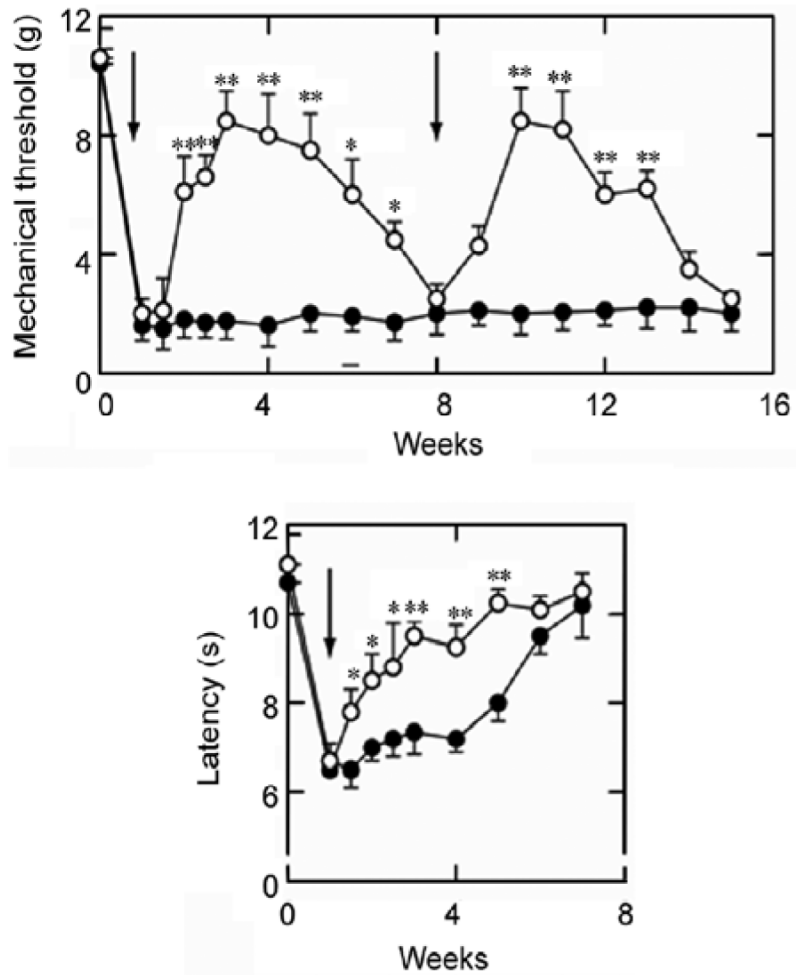 Mechanical threshold (g)
12
8
4
0
** ** ** ** ** * * ** ** ** **
0 4 8 12 16
Weeks
Latency (s)
12
10
8
6
0
* * * ** ** **
0 4 8
Weeks